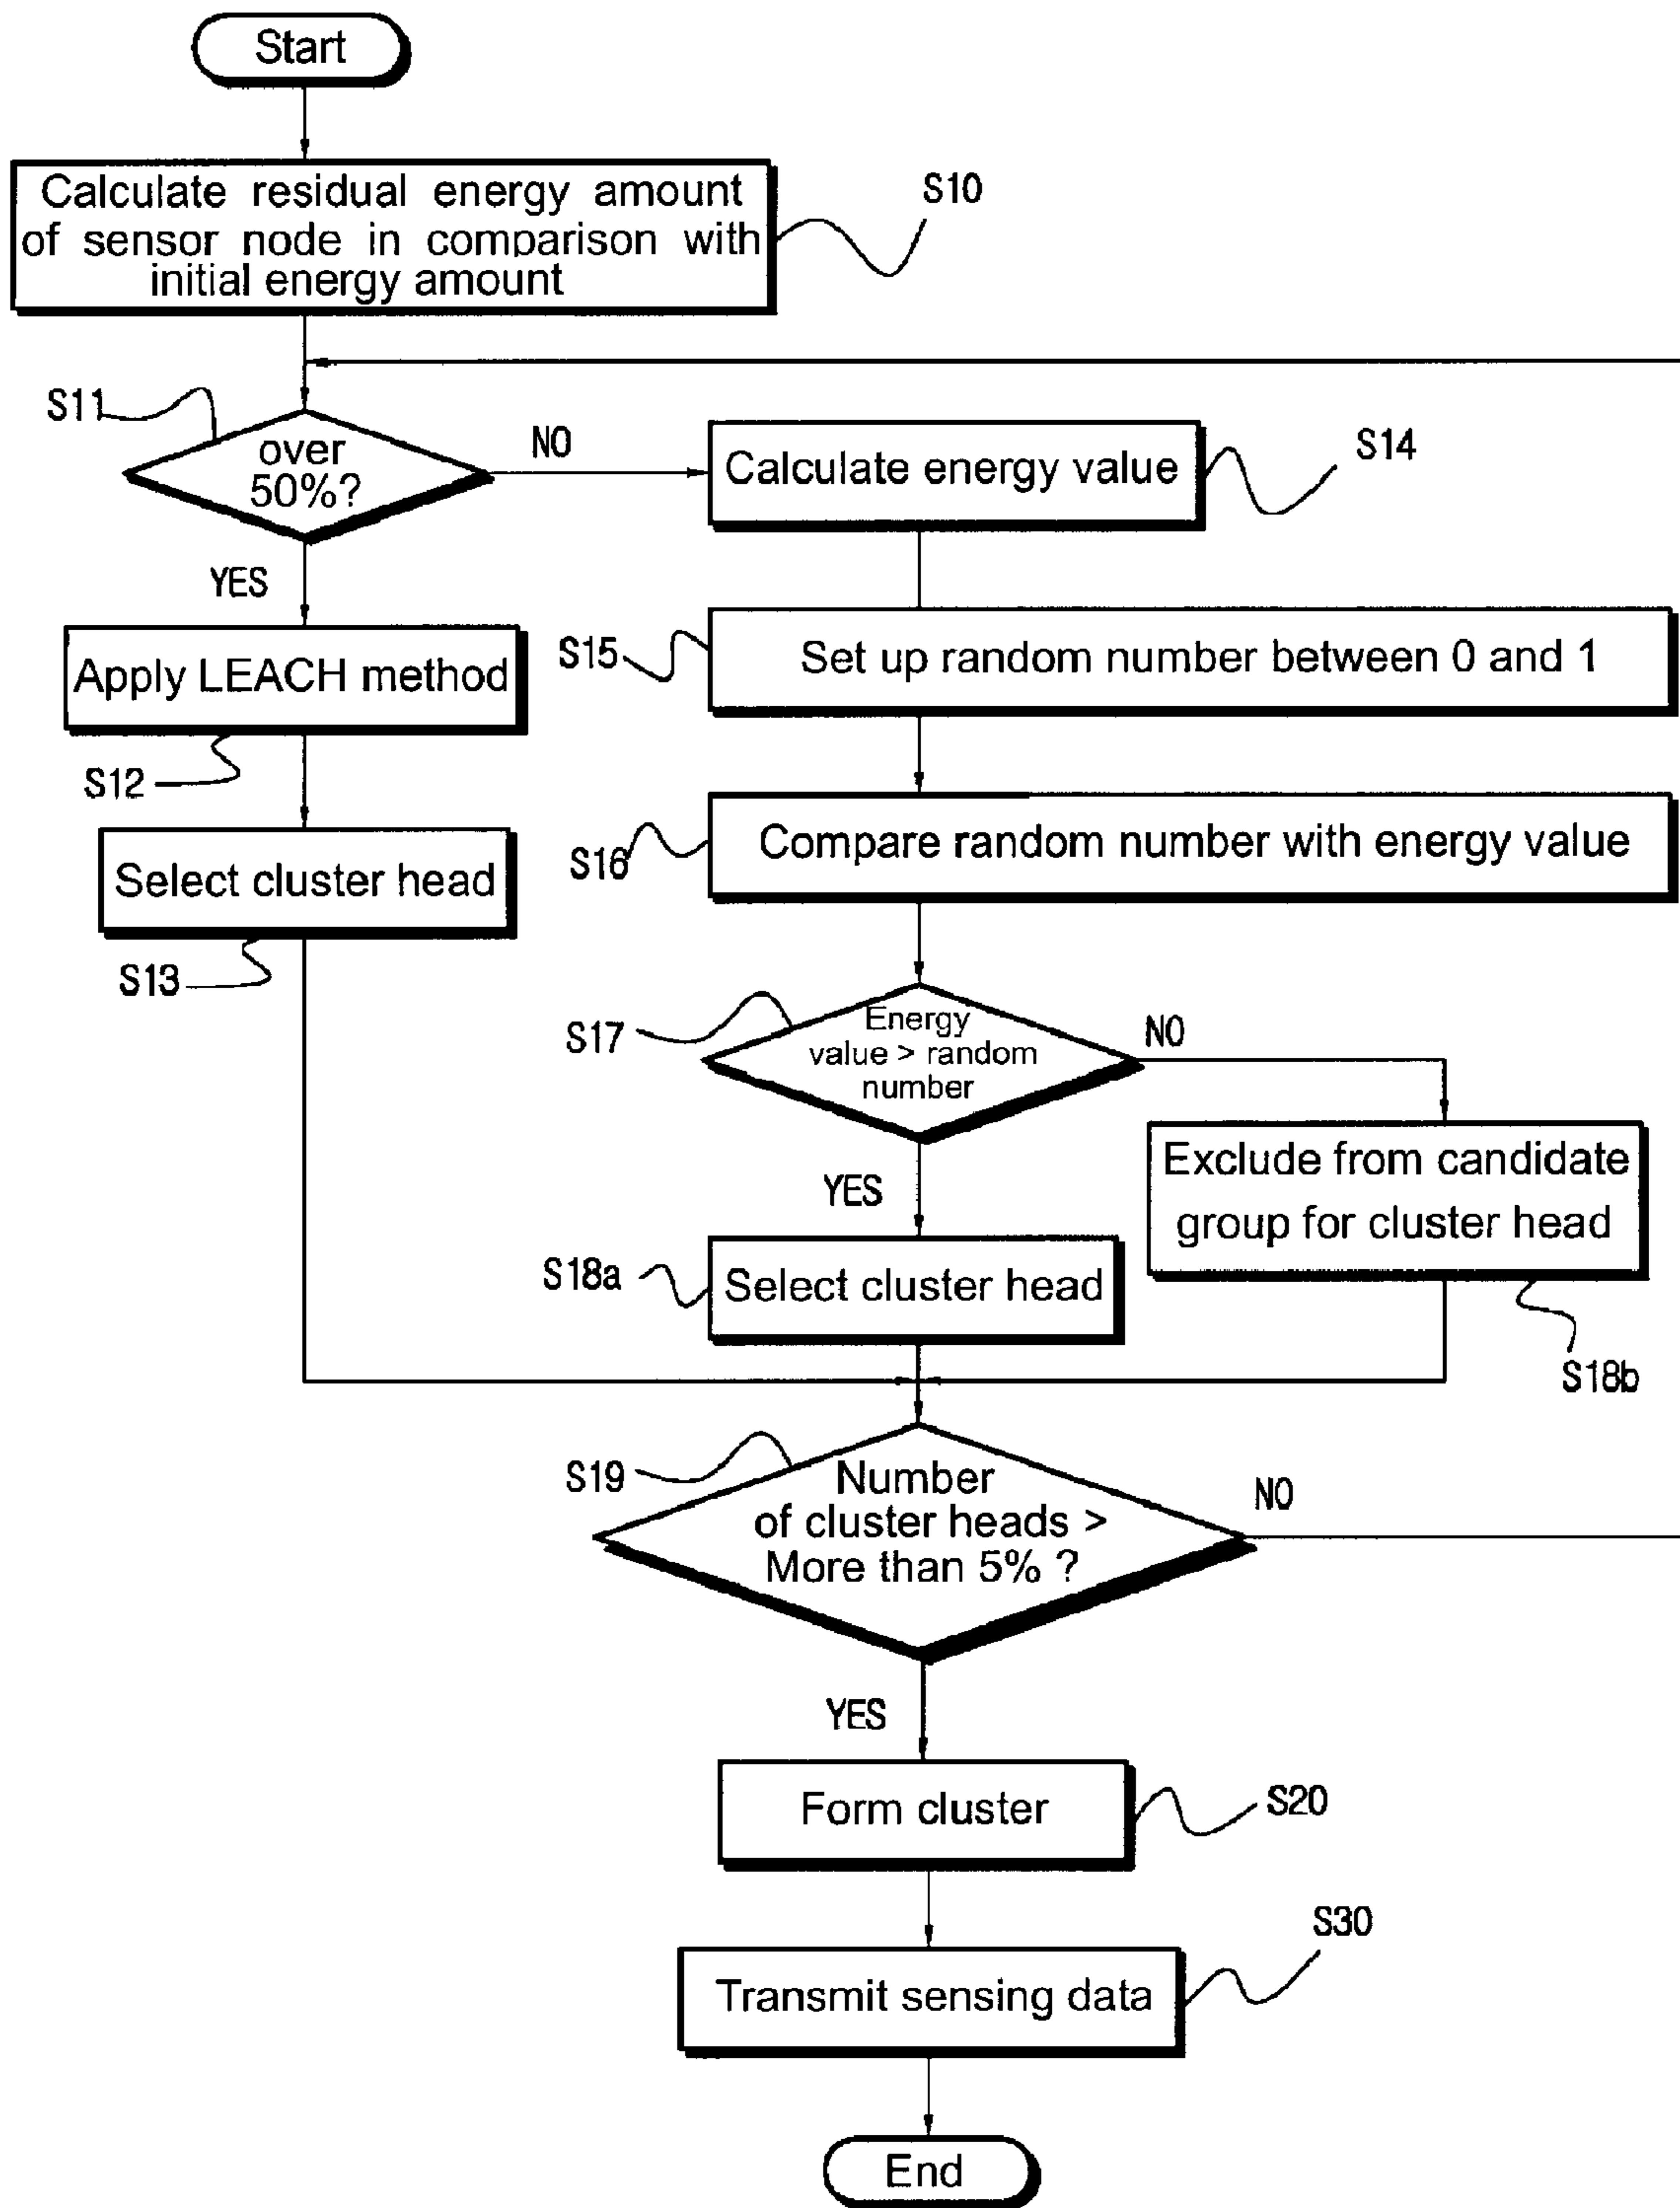 Start
Calculate residual energy amount
of sensor node in comparison with
initial energy amount
S10
S11
over
50%?
NO
YES
Calculate energy value
S14
Apply LEACH method
S12
S15
Set up random number between 0 and 1
Select cluster head
S13
S16
Compare random number with energy value
S17
Energy
value > random
number
NO
YES
Exclude from candidate
group for cluster head
S18b
S18a
Select cluster head
S19
Number
of cluster heads >
More than 5% ?
NO
YES
Form cluster
S20
Transmit sensing data
S30
End